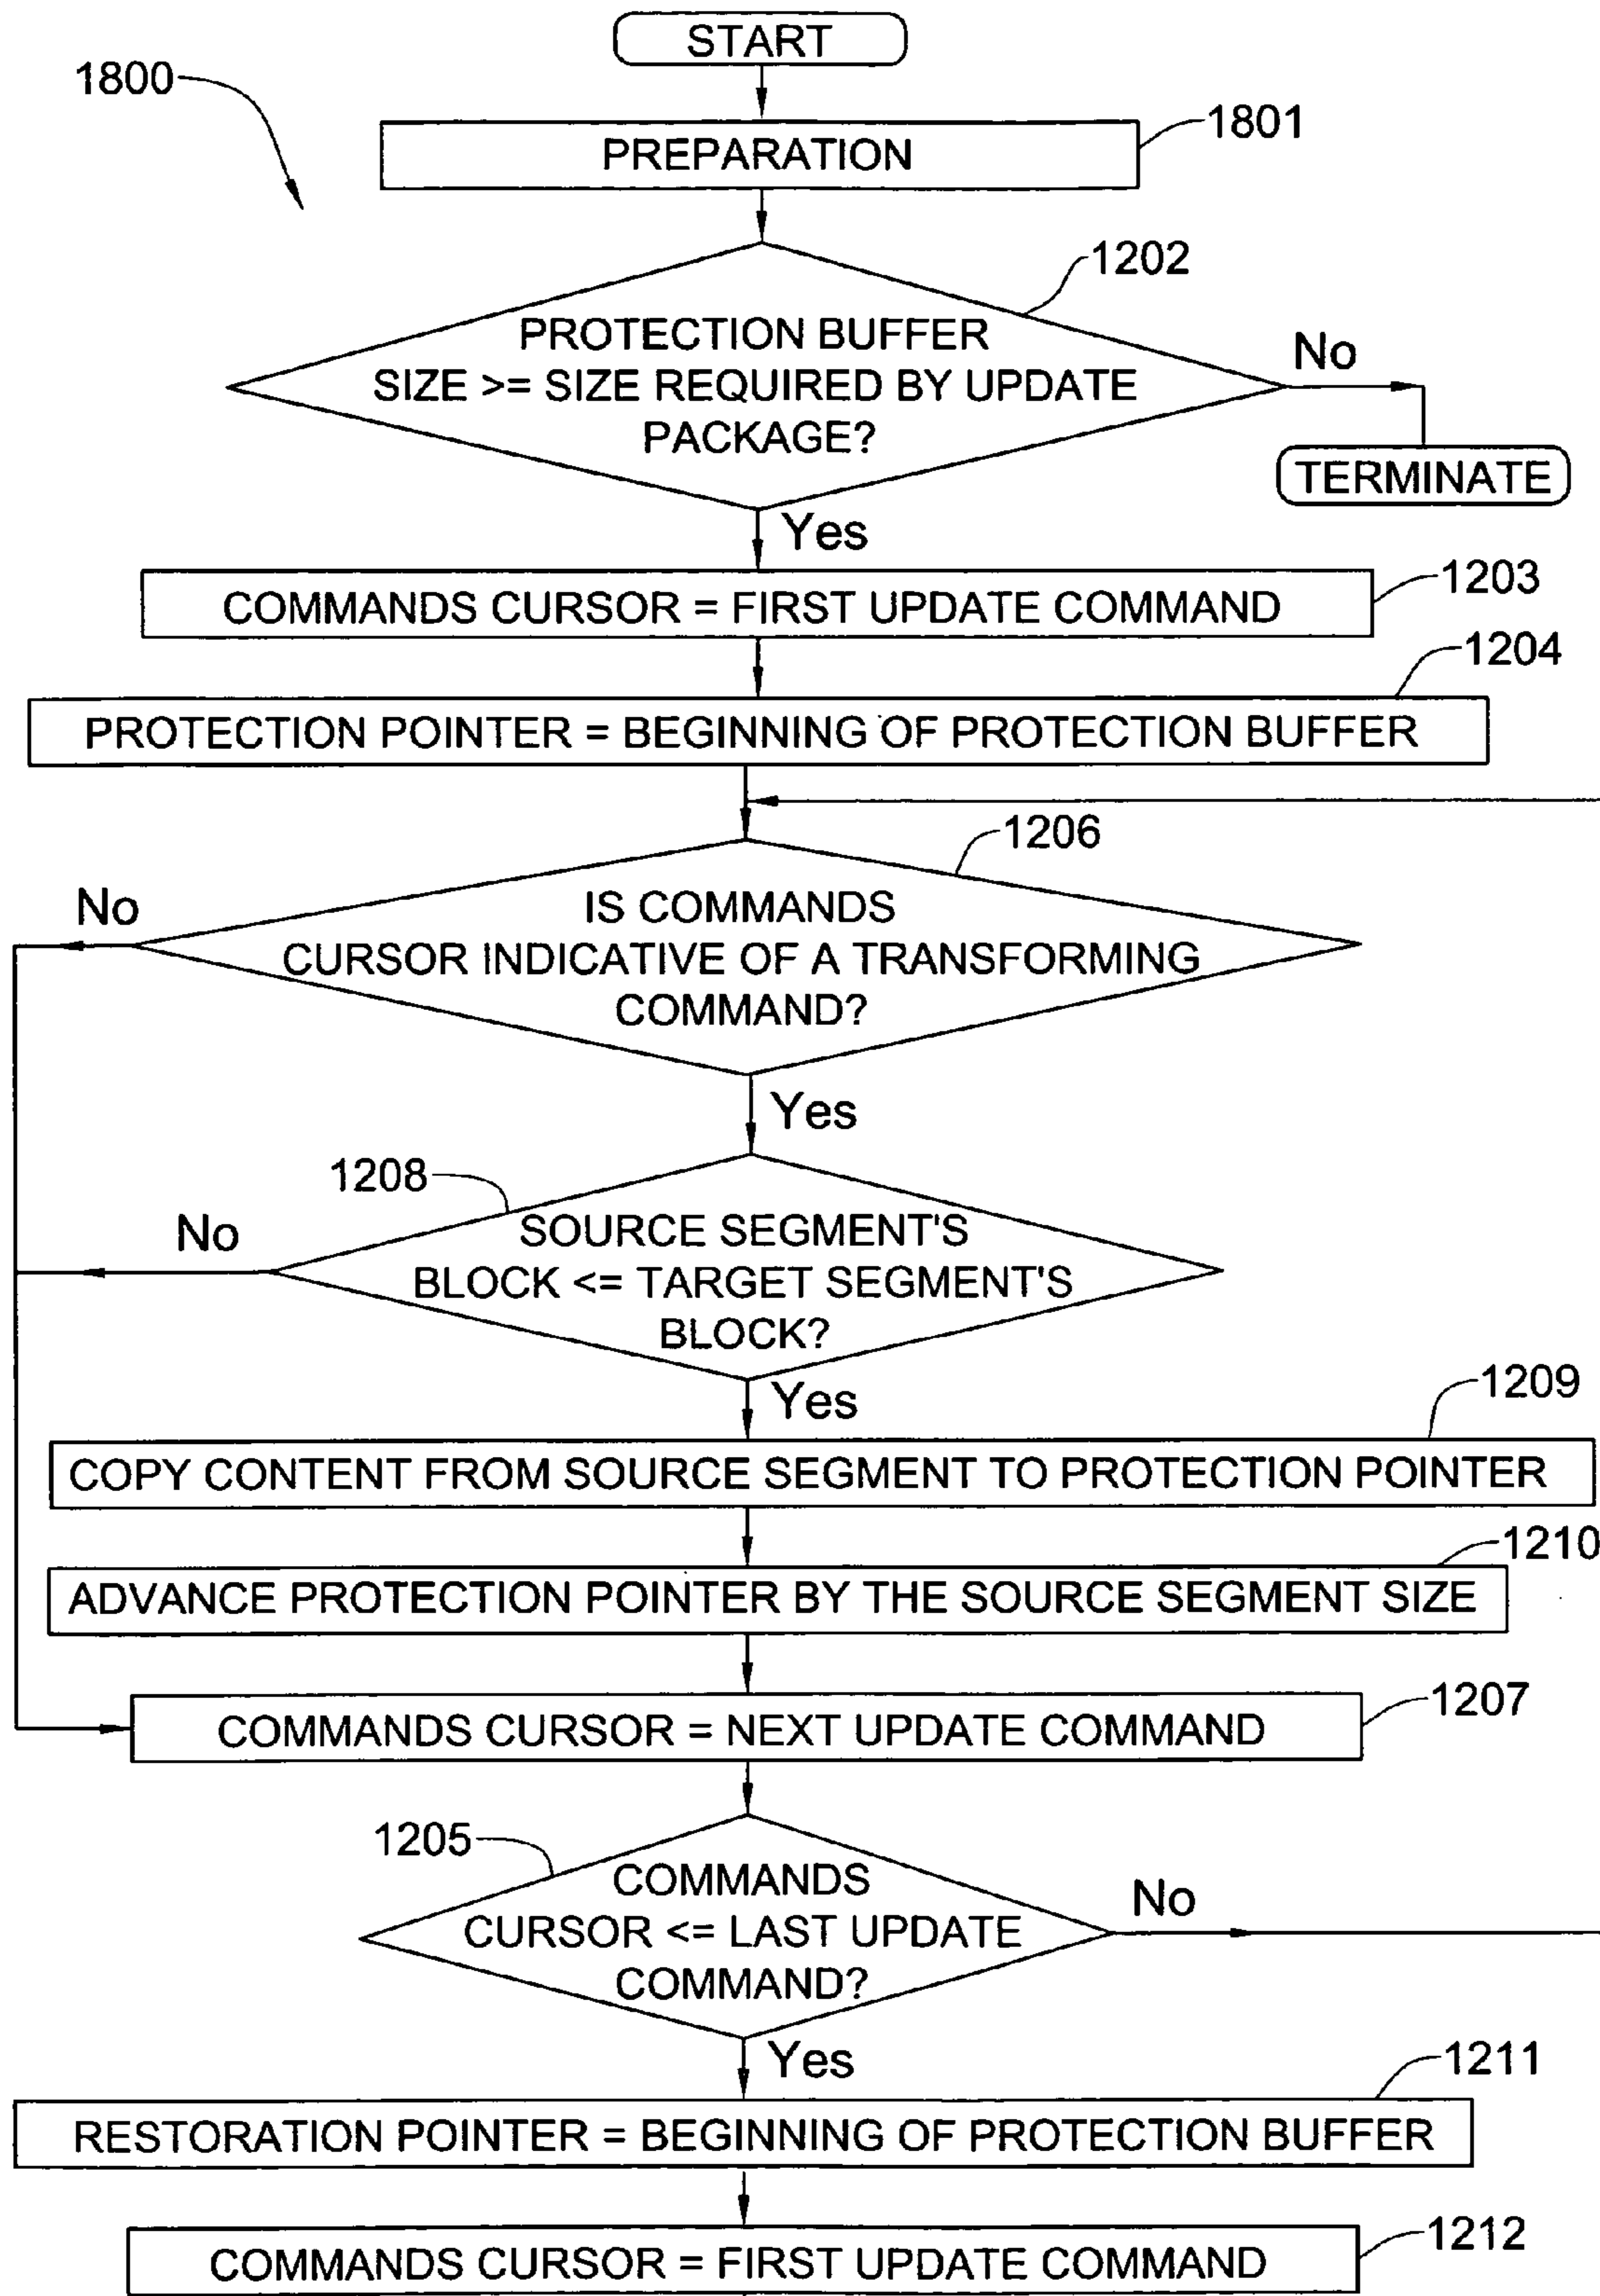 START
1800
1801
PREPARATION
1202
PROTECTION BUFFER
SIZE >= SIZE REQUIRED BY UPDATE
PACKAGE?
No
TERMINATE
Yes
1203
COMMANDS CURSOR = FIRST UPDATE COMMAND
1204
PROTECTION POINTER = BEGINNING OF PROTECTION BUFFER
1206
No
IS COMMANDS
CURSOR INDICATIVE OF A TRANSFORMING
COMMAND?
Yes
1208
No
SOURCE SEGMENT'S
BLOCK <= TARGET SEGMENT'S
BLOCK?
Yes
1209
COPY CONTENT FROM SOURCE SEGMENT TO PROTECTION POINTER
1210
ADVANCE PROTECTION POINTER BY THE SOURCE SEGMENT SIZE
1207
COMMANDS CURSOR = NEXT UPDATE COMMAND
1205
COMMANDS
CURSOR <= LAST UPDATE
COMMAND?
No
Yes
1211
RESTORATION POINTER = BEGINNING OF PROTECTION BUFFER
1212
COMMANDS CURSOR = FIRST UPDATE COMMAND